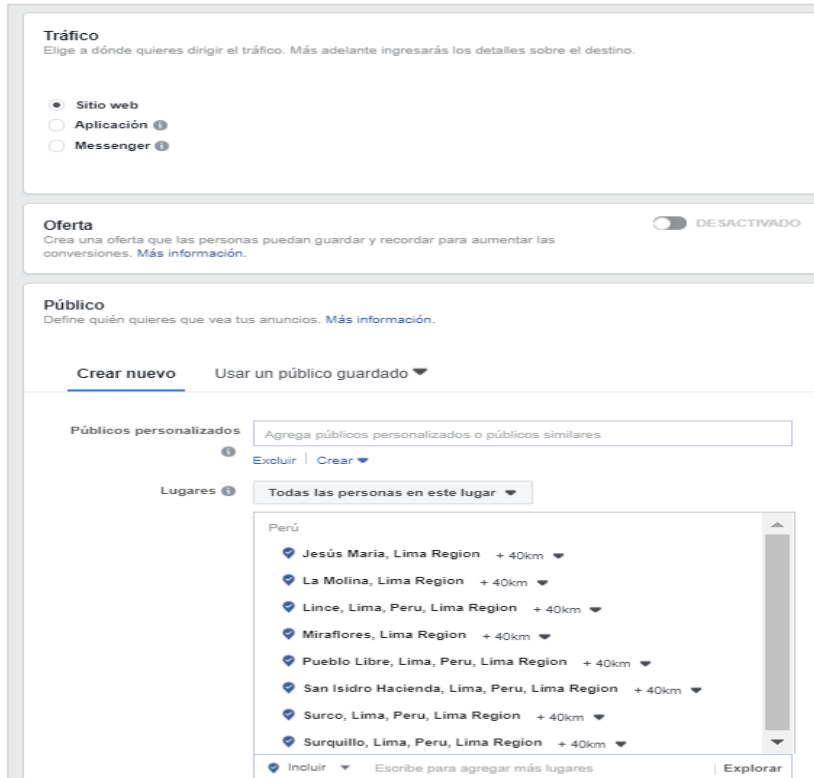 Tráfico
Elige a dónde quieres dirigir el tráfico. Más adelante ingresarás los detalles sobre el destino.
Sitio web
Aplicación
Messenger
Oferta
DESACTIVADO
Crea una oferta que las personas puedan guardar y recordar para aumentar las
conversiones. Más información.
Público
Define quién quieres que vea tus anuncios. Más información.
Crear nuevo Usar un público guardado
Públicos personalizados
Agrega públicos personalizados o públicos similares
Excluir | Crear
Lugares
Todas las personas en este lugar
Perú
Jesús Maria, Lima Region + 40km
La Molina, Lima Region + 40km
Lince, Lima, Peru, Lima Region + 40km
Miraflores, Lima Region + 40km
Pueblo Libre, Lima, Peru, Lima Region + 40km
San Isidro Hacienda, Lima, Peru, Lima Region + 40km
Surco, Lima, Peru, Lima Region + 40km
Surquillo, Lima, Peru, Lima Region + 40km
Incluir Escribe para agregar más lugares | Explorar